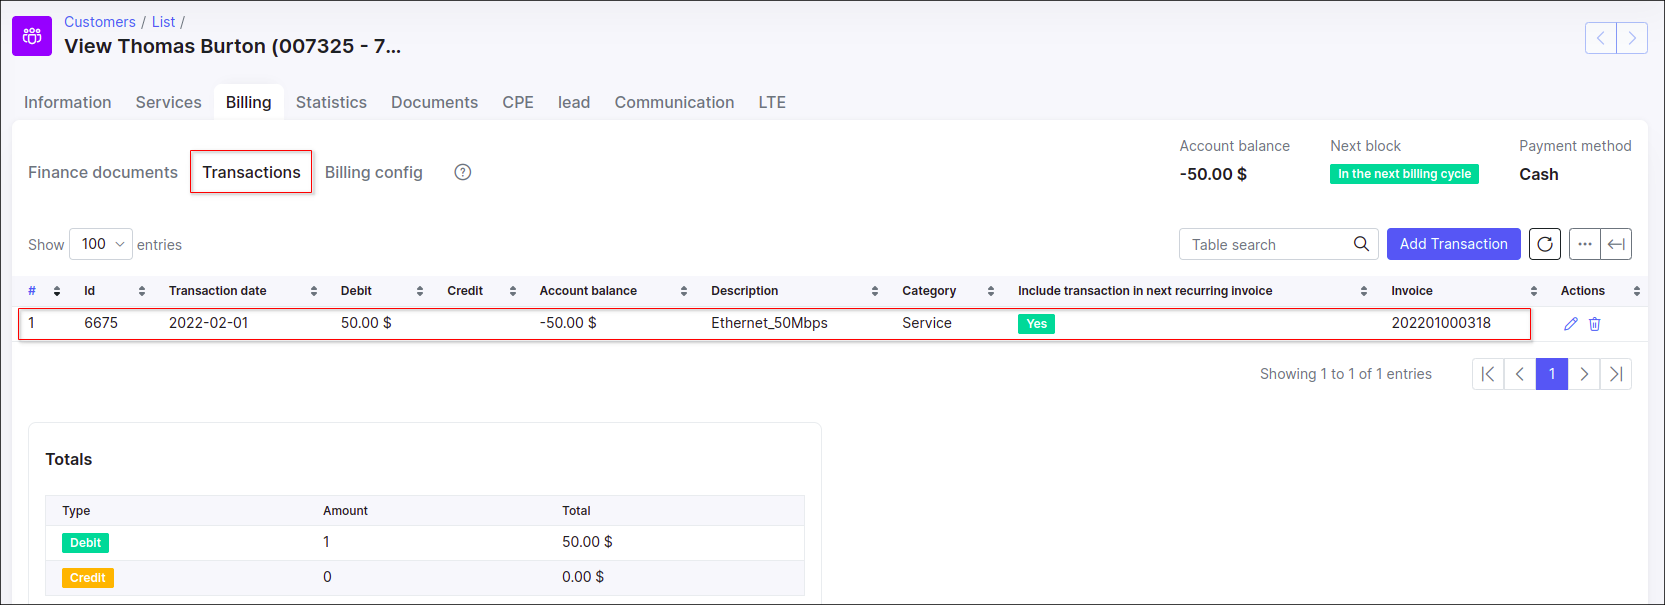 Customers / List /
View Thomas Burton (007325 - 7...
Information Services Billing Statistics Documents CPE lead Communication LTE
Finance documents Transactions Billing config ?
Account balance Next block Payment method
-50.00 $ In the next billing cycle Cash
Show 100 entries Table search Add Transaction ...
# Id Transaction date Debit Credit Account balance Description Category Include transaction in next recurring invoice Invoice Actions
1 6675 2022-02-01 50.00 $ -50.00 $ Ethernet_50Mbps Service Yes 202201000318
Showing 1 to 1 of 1 entries 1
Totals
Type Amount Total
Debit 1 50.00 $
Credit 0 0.00 $